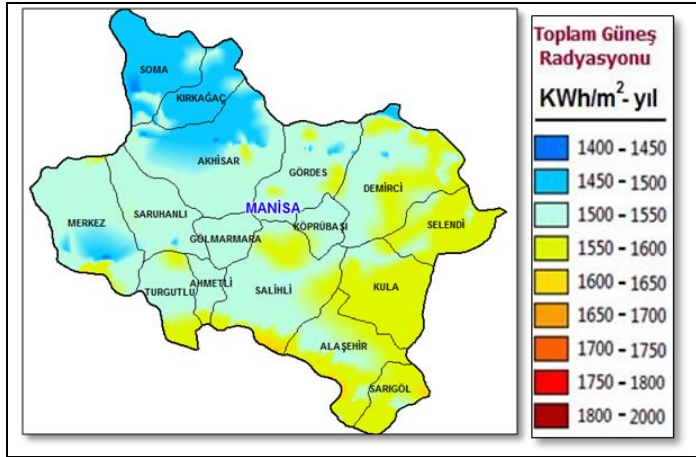 SOMA
KIRKAĞAÇ
AKHİSAR
GÖRDES
DEMİRCİ
MERKEZ
SARUHANLI
MANİSA
KÖPRÜBAŞI
SELENDİ
GÖLMARMARA
TURGUTLU
AHMETLİ
SALİHLİ
KULA
ALAŞEHİR
SARIGÖL
Toplam Güneş
Radyasyonu
KWh/m²- yıl
1400 - 1450
1450 - 1500
1500 - 1550
1550 - 1600
1600 - 1650
1650 - 1700
1700 - 1750
1750 - 1800
1800 - 2000